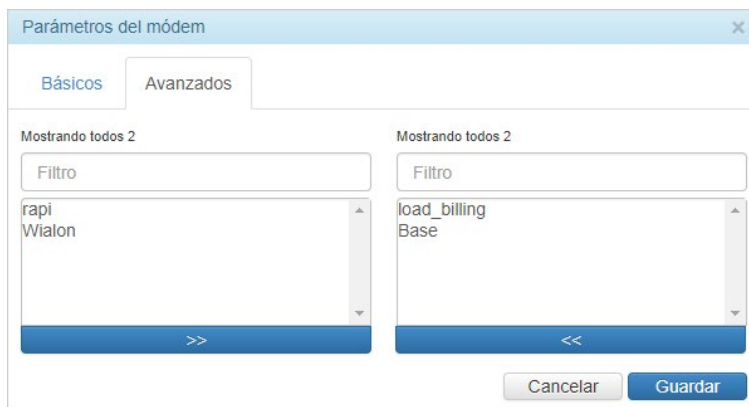 Parámetros del módem ×
Básicos Avanzados
Mostrando todos 2 Mostrando todos 2
Filtro Filtro
rapi load_billing
Wialon Base
>> <<
Cancelar Guardar